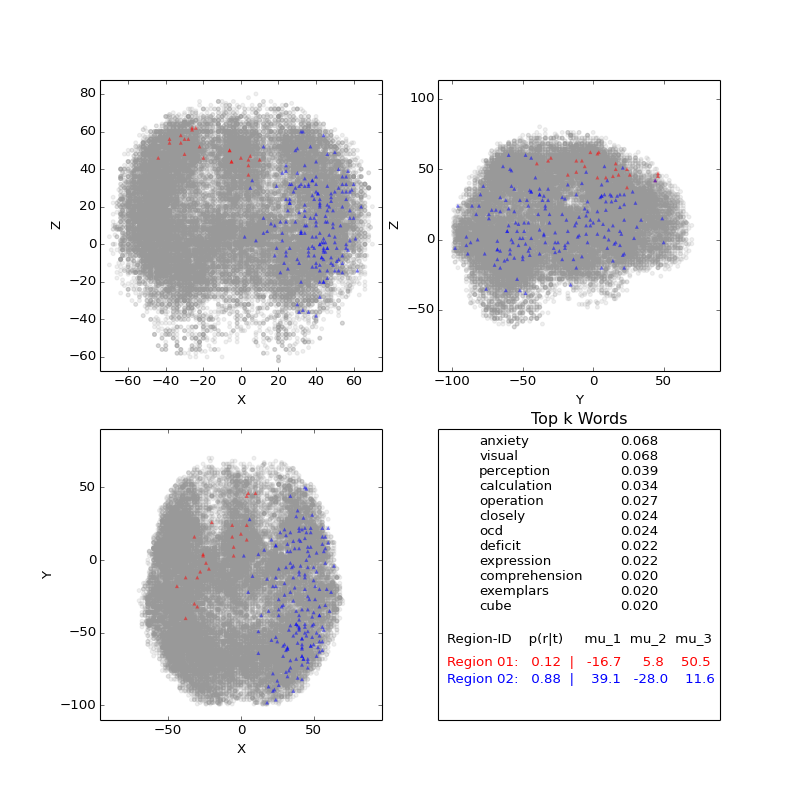 80
60
40
20
0
−20
−40
−60
Z
−60 −40 −20 0 20 40 60
X
100
50
0
−50
Z
−100 −50 0 50
Y
50
0
−50
−100
Y
−50 0 50
X
Top k Words
anxiety 0.068
visual 0.068
perception 0.039
calculation 0.034
operation 0.027
closely 0.024
ocd 0.024
deficit 0.022
expression 0.022
comprehension 0.020
exemplars 0.020
cube 0.020
Region-ID p(r|t) mu_1 mu_2 mu_3
Region 01: 0.12 | -16.7 5.8 50.5
Region 02: 0.88 | 39.1 -28.0 11.6